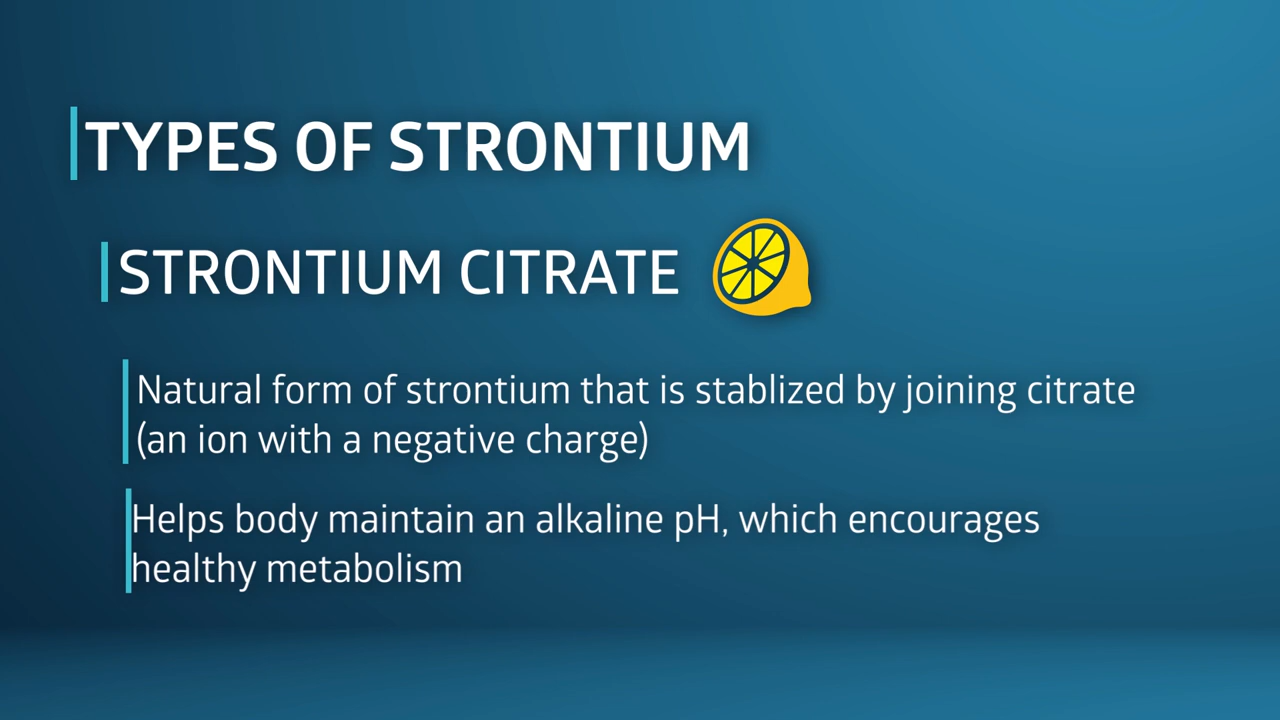 TYPES OF STRONTIUM
STRONTIUM CITRATE
Natural form of strontium that is stablized by joining citrate
(an ion with a negative charge)
Helps body maintain an alkaline pH, which encourages
healthy metabolism